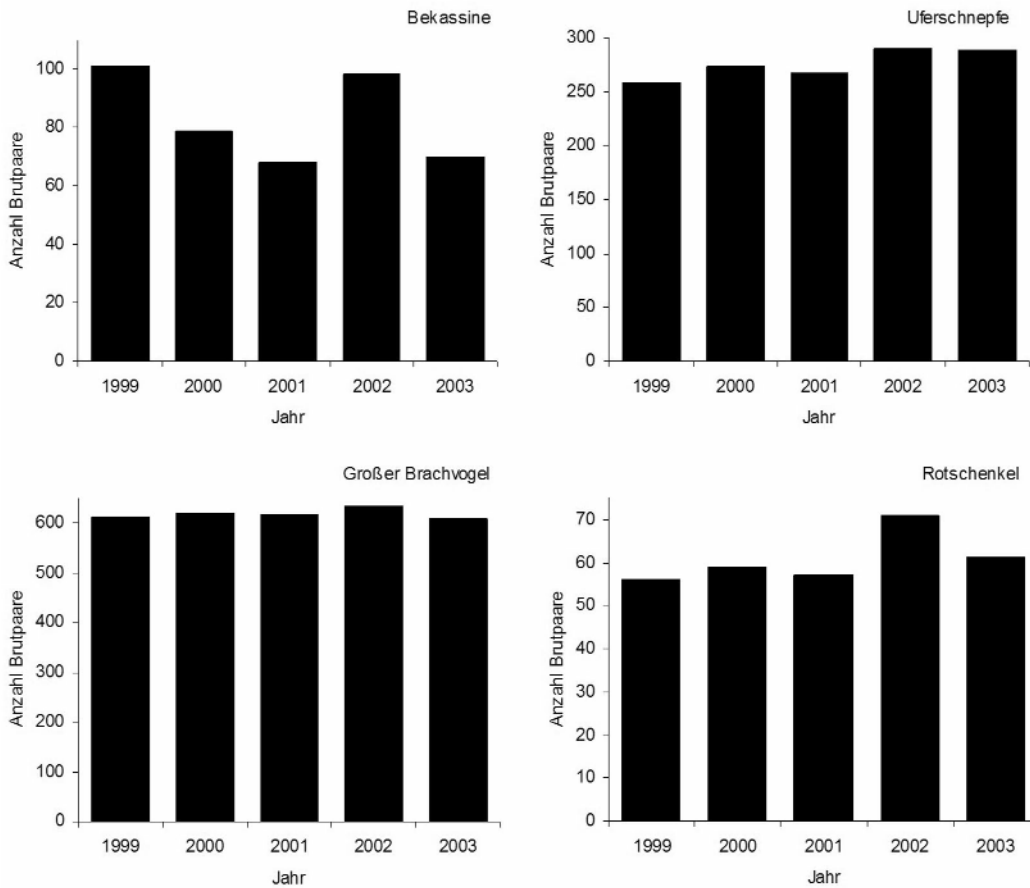 Bekassine
Anzahl Brutpaare
100
80
60
40
20
0
1999 2000 2001 2002 2003
Jahr
Uferschnepfe
Anzahl Brutpaare
300
250
200
150
100
50
0
1999 2000 2001 2002 2003
Jahr
Großer Brachvogel
Anzahl Brutpaare
600
500
400
300
200
100
0
1999 2000 2001 2002 2003
Jahr
Rotschenkel
Anzahl Brutpaare
70
60
50
40
30
20
10
0
1999 2000 2001 2002 2003
Jahr